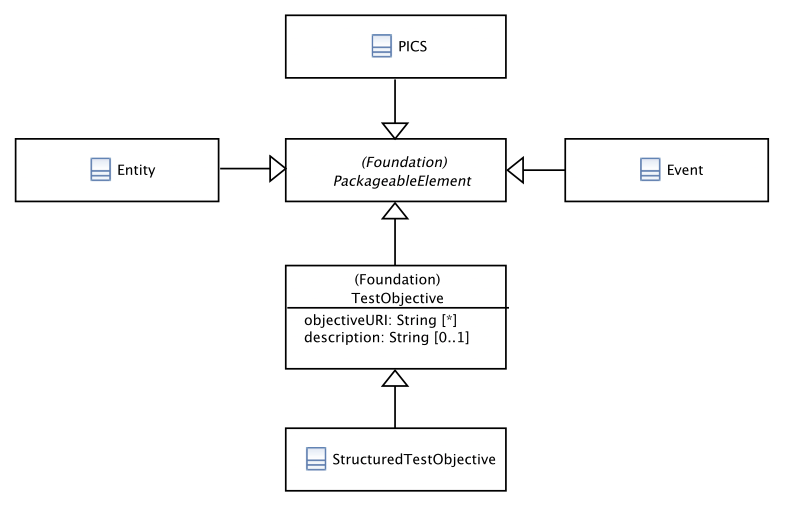 PICS
Entity
(Foundation)
PackageableElement
Event
(Foundation)
TestObjective
objectiveURI: String [*]
description: String [0..1]
StructuredTestObjective